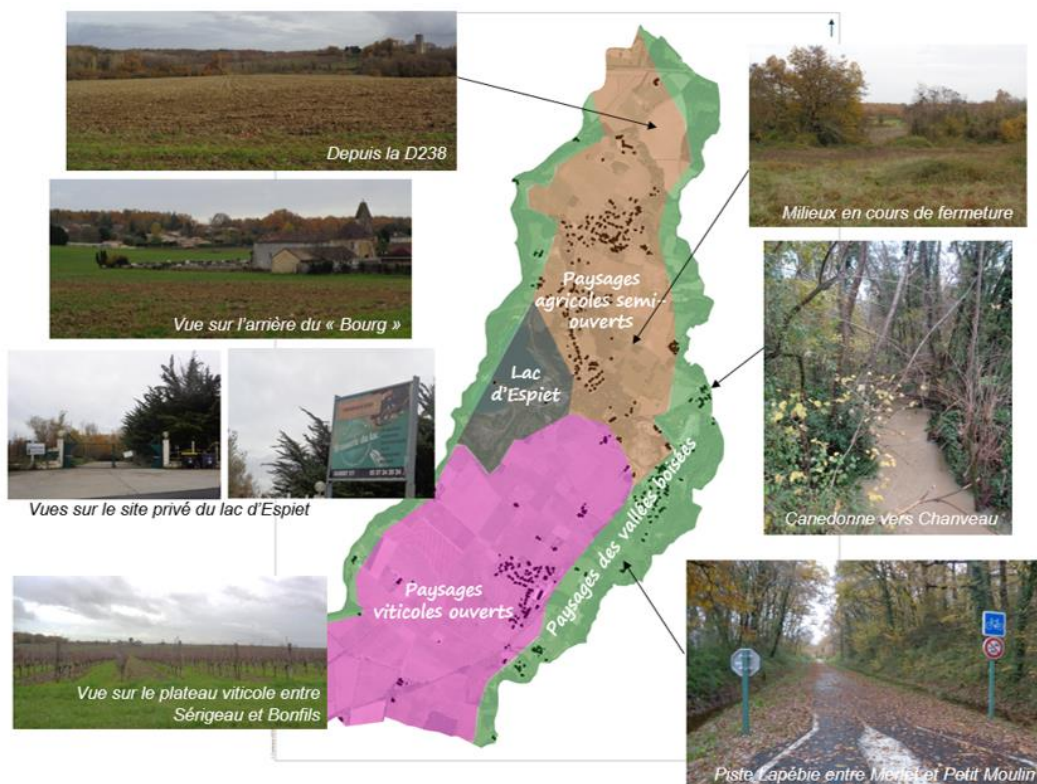 Depuis la D238
Vue sur l'arrière du « Bourg »
Vues sur le site privé du lac d'Espiet
Vue sur le plateau viticole entre
Sérigeau et Bonfils
Paysages
agricoles semi-
ouverts
Lac
d'Espiet
Paysages
viticoles ouverts
Paysages des vallées boisées
Milieux en cours de fermeture
Canedonne vers Chanveau
Piste Lapébie entre Merlet et Petit Moulin